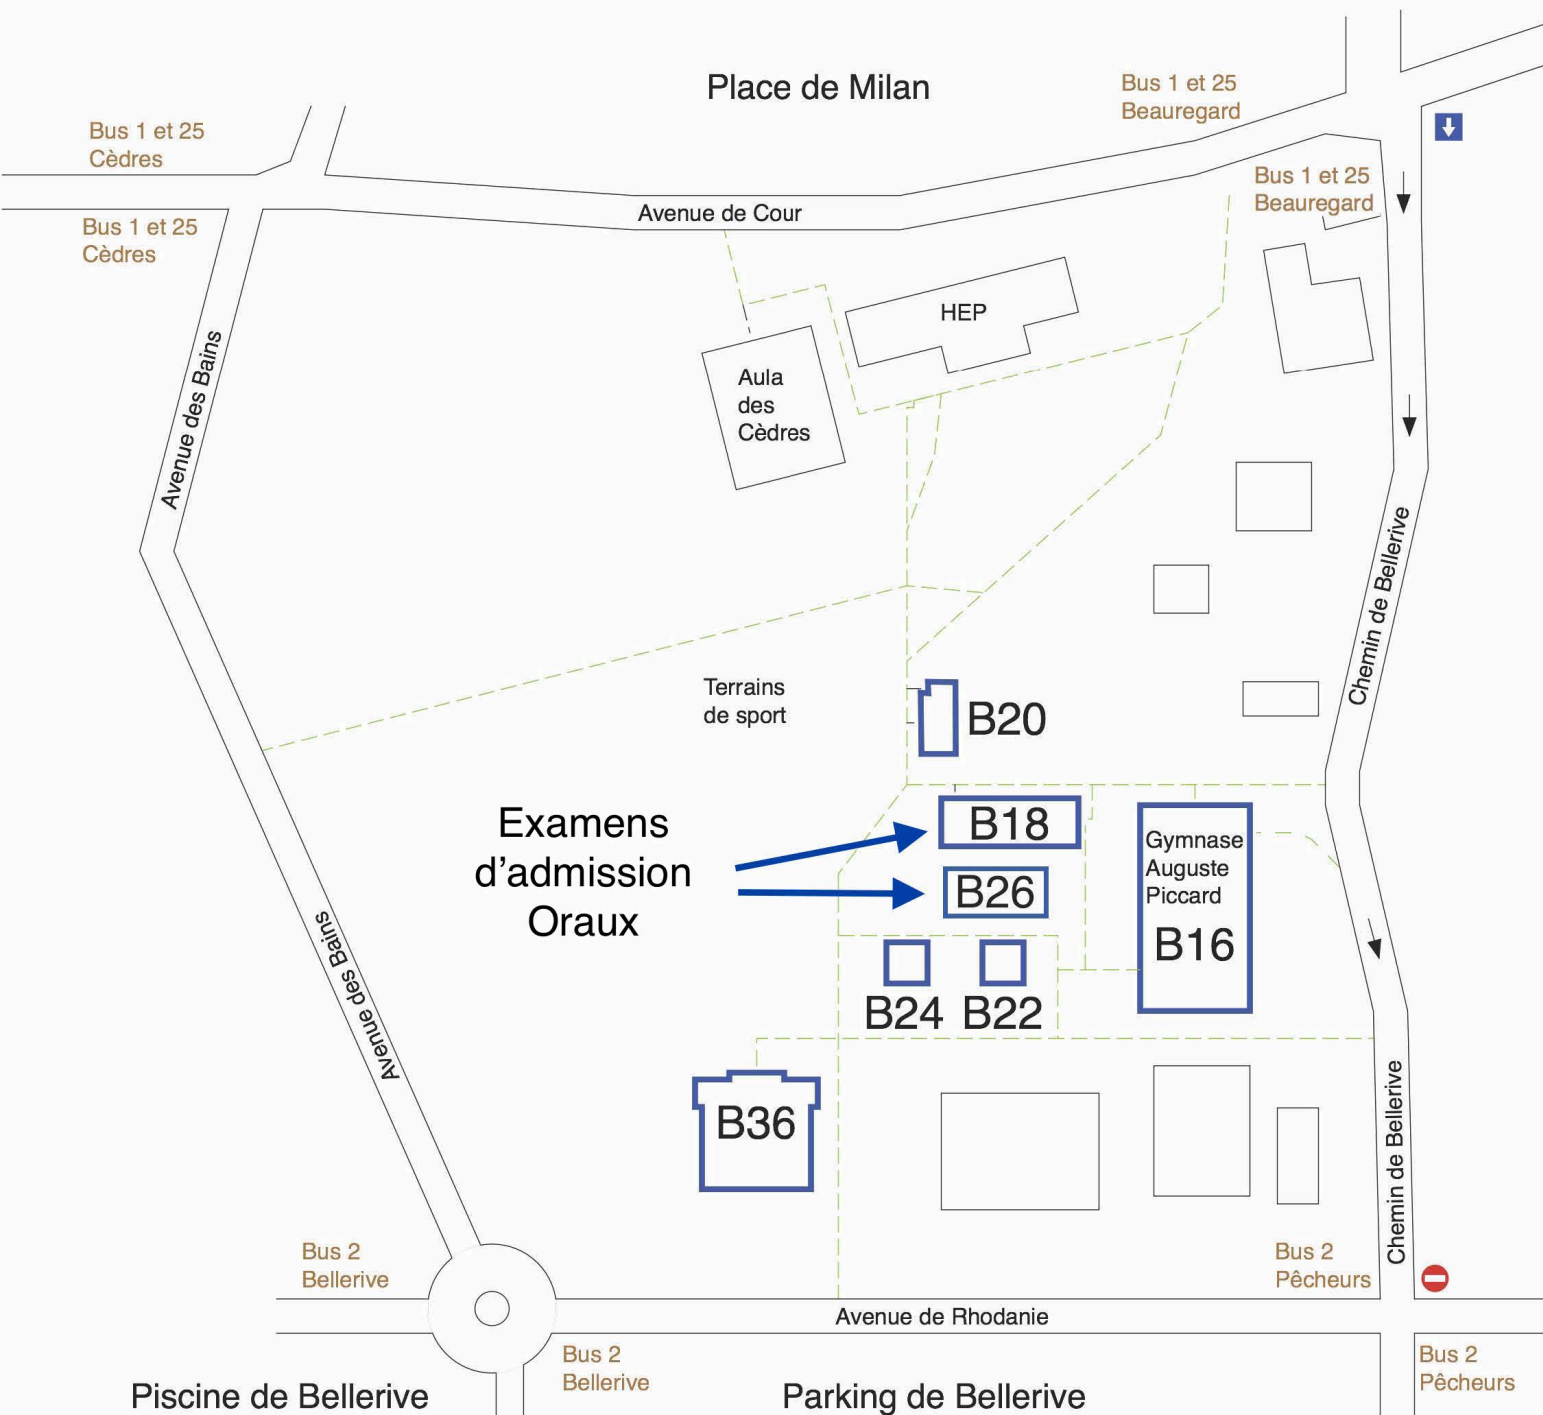 Place de Milan
Bus 1 et 25
Beauregard
Bus 1 et 25
Cèdres
Bus 1 et 25
Beauregard
Avenue de Cour
Bus 1 et 25
Cèdres
HEP
Avenue des Bains
Aula
des
Cèdres
Chemin de Bellerive
Terrains
de sport
B20
Examens
d’admission
Oraux
B18
B26
Gymnase
Auguste
Piccard
B16
Avenue des Bains
B24
B22
B36
Chemin de Bellerive
Bus 2
Bellerive
Bus 2
Pêcheurs
Avenue de Rhodanie
Bus 2
Bellerive
Bus 2
Pêcheurs
Piscine de Bellerive
Parking de Bellerive